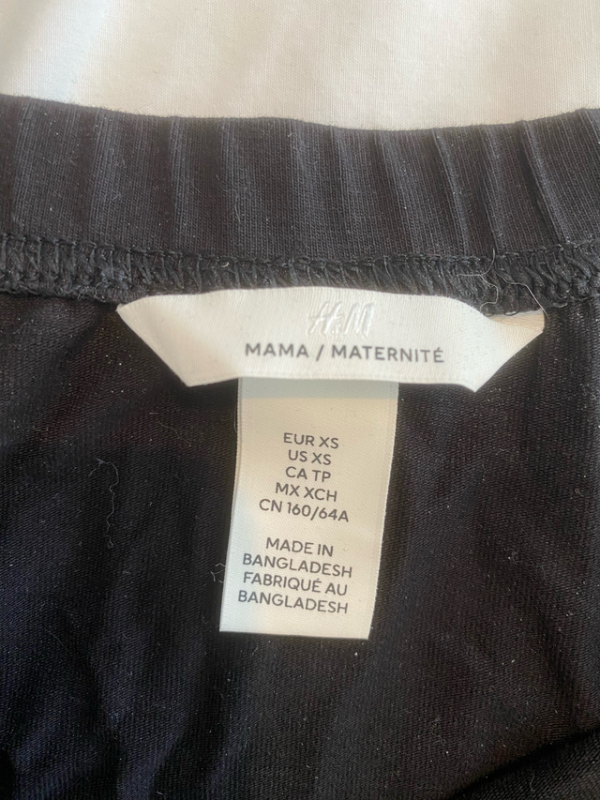 H&M
MAMA / MATERNITÉ
EUR XS
US XS
CA TP
MX XCH
CN 160/64A
MADE IN
BANGLADESH
FABRIQUÉ AU
BANGLADESH